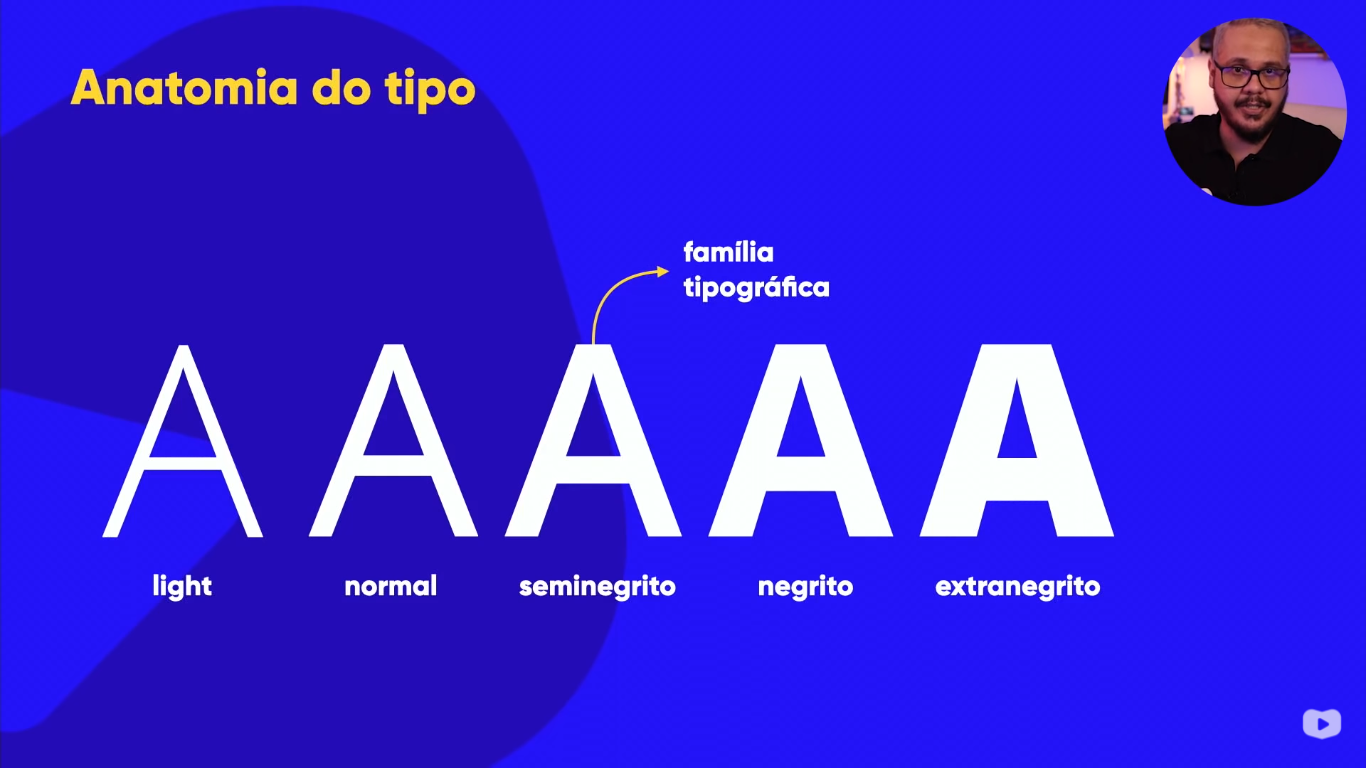 Anatomia do tipo
família
tipográfica
A A A A A
light normal seminegrito negrito extranegrito